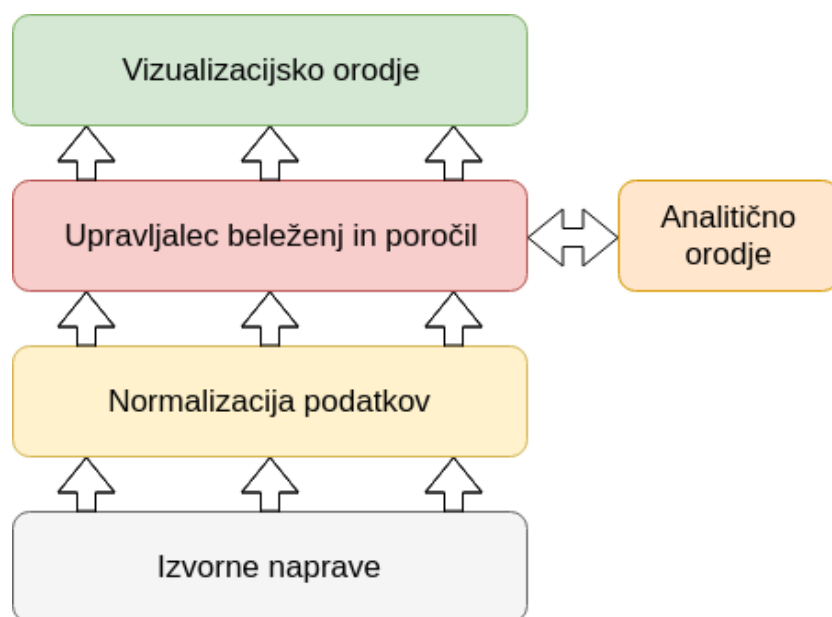 Vizualizacijsko orodje
Upravljalec beleženj in poročil
Analitično
orodje
Normalizacija podatkov
Izvorne naprave